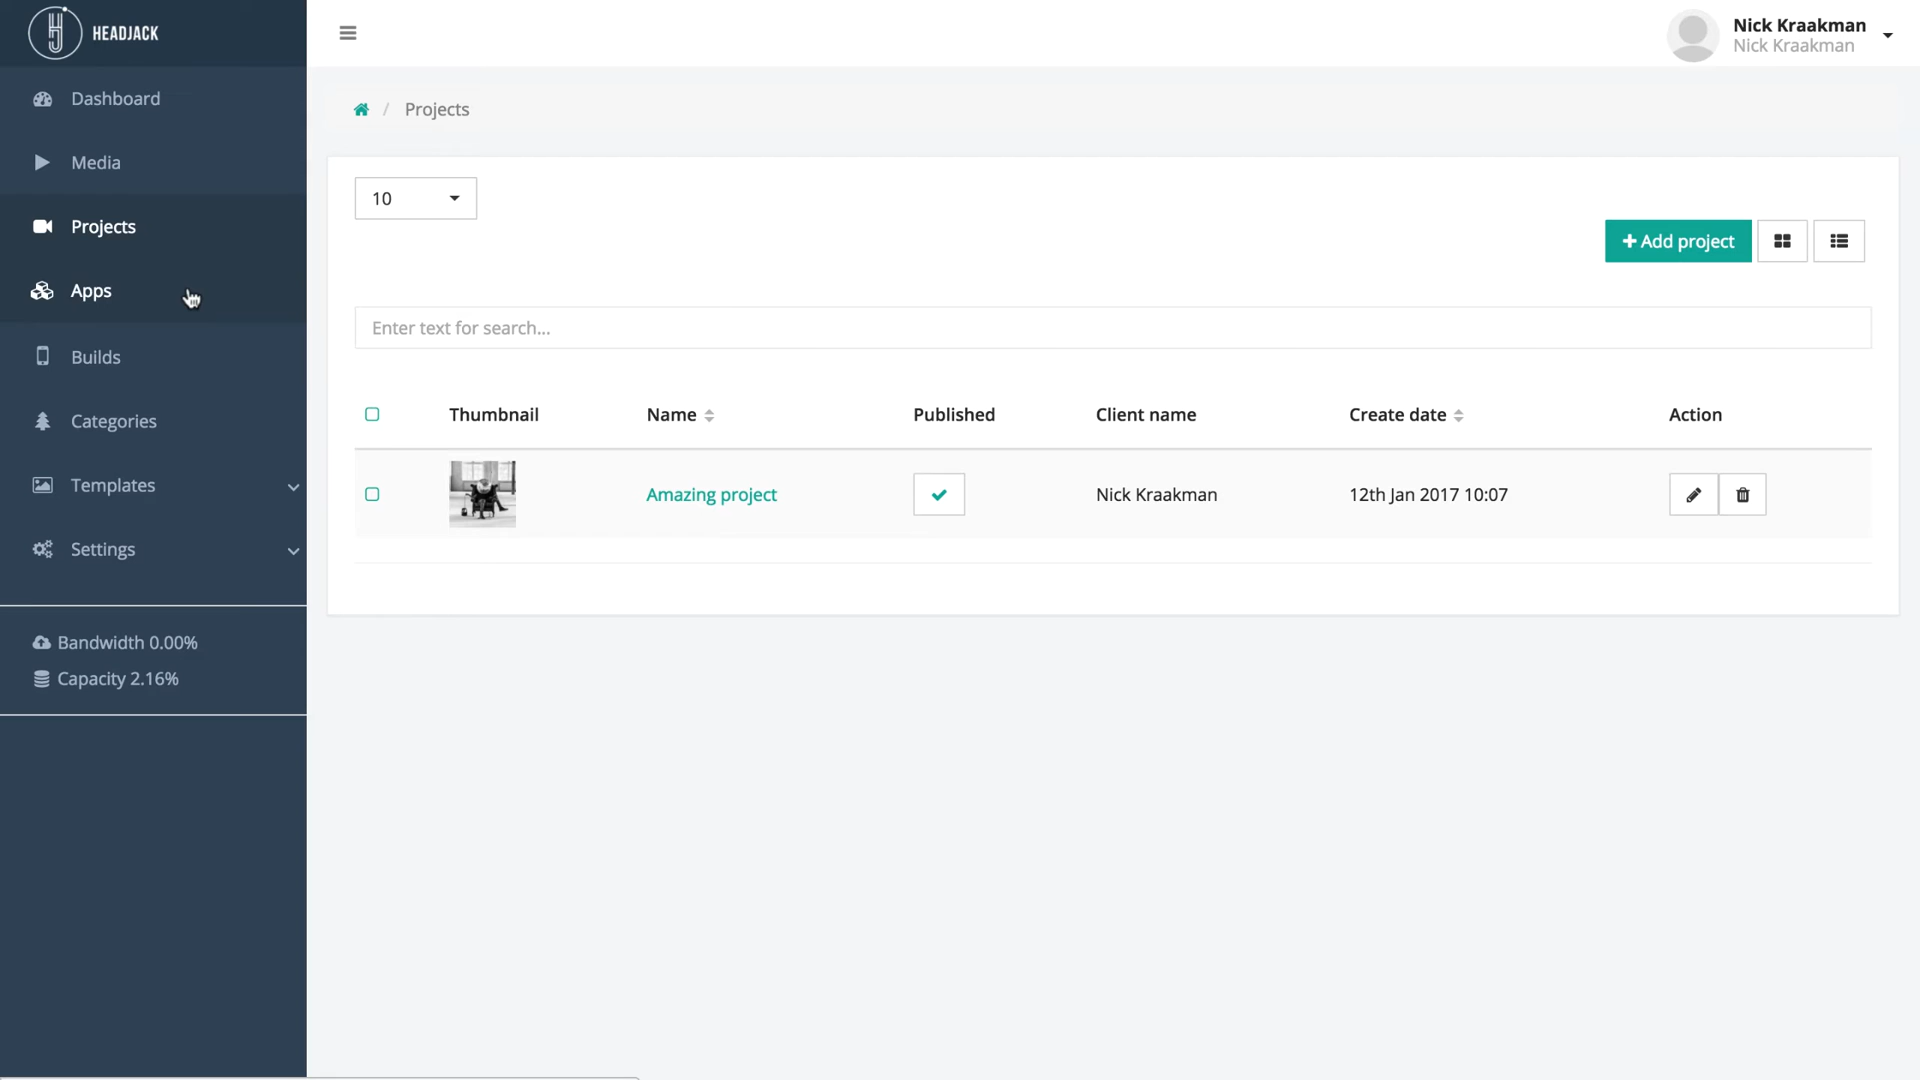 HEADJACK
Nick Kraakman
Nick Kraakman
Dashboard
Media
Projects
Apps
Builds
Categories
Templates
Settings
Bandwidth 0.00%
Capacity 2.16%
/ Projects
10
+ Add project
Enter text for search...
Thumbnail Name Published Client name Create date Action
Amazing project Nick Kraakman 12th Jan 2017 10:07